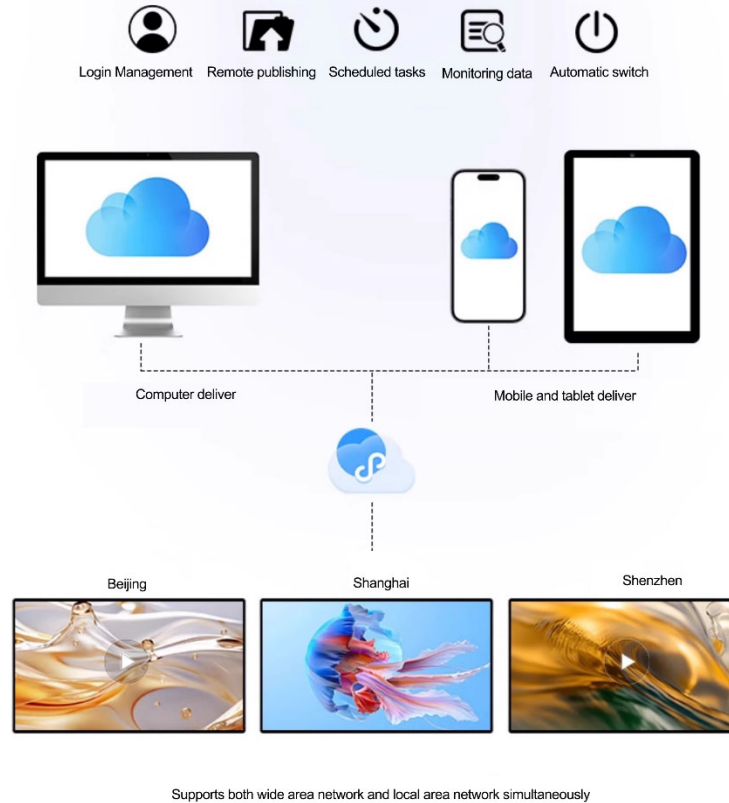 Login Management Remote publishing Scheduled tasks Monitoring data Automatic switch
Computer deliver Mobile and tablet deliver
Beijing Shanghai Shenzhen
Supports both wide area network and local area network simultaneously